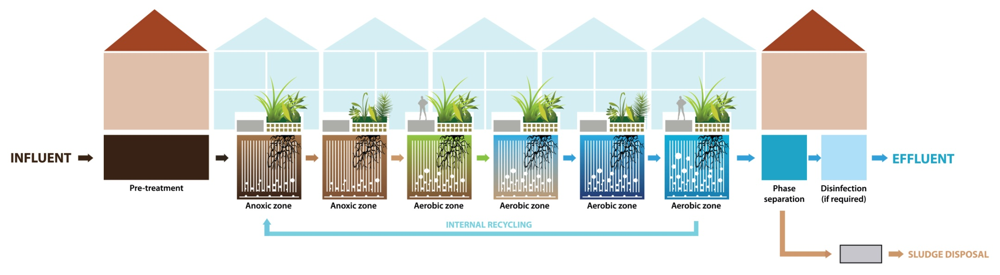 INFLUENT
Pre-treatment
Anoxic zone
Anoxic zone
Aerobic zone
Aerobic zone
Aerobic zone
Aerobic zone
Phase
separation
Disinfection
(if required)
EFFLUENT
INTERNAL RECYCLING
SLUDGE DISPOSAL